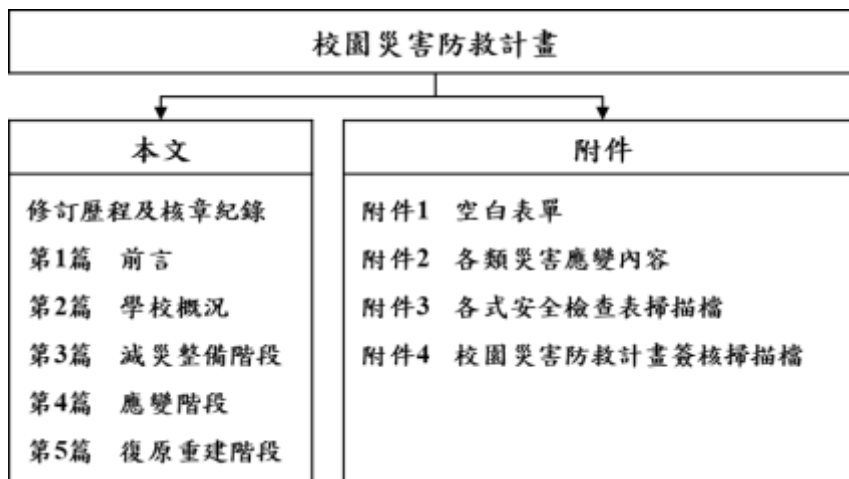 校園災害防救計畫
本文
修訂歷程及核章紀錄
第1篇 前言
第2篇 學校概況
第3篇 減災整備階段
第4篇 應變階段
第5篇 復原重建階段
附件
附件1 空白表單
附件2 各類災害應變內容
附件3 各式安全檢查表掃描檔
附件4 校園災害防救計畫簽核掃描檔